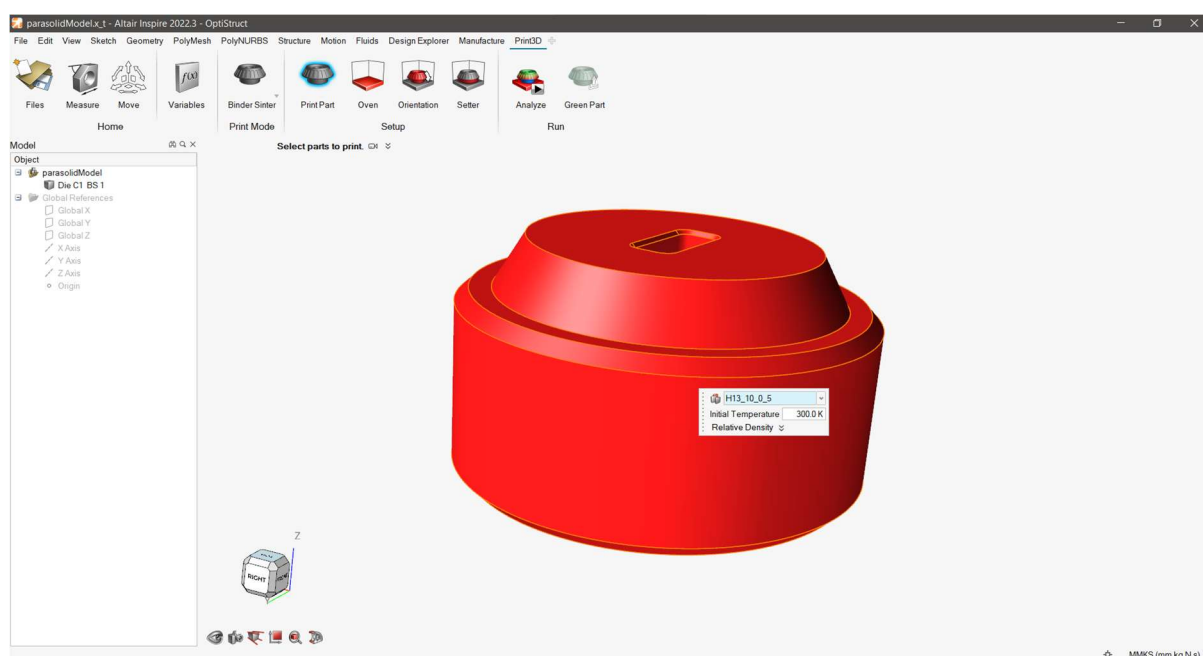 parasolidModel.x_t - Altair Inspire 2022.3 - OptiStruct
File Edit View Sketch Geometry PolyMesh PolyNURBS Structure Motion Fluids Design Explorer Manufacture Print3D
f(x)
Files Measure Move Variables Binder Sinter Print Part Oven Orientation Setter Analyze Green Part
Home Print Mode Setup Run
Model
Select parts to print.
Object
parasolidModel
Die C1 BS 1
Global References
Global X
Global Y
Global Z
X Axis
Y Axis
Z Axis
Origin
H13_10_0_5
Initial Temperature 300.0 K
Relative Density
Z
RIGHT
MMKS (mm kg N s)